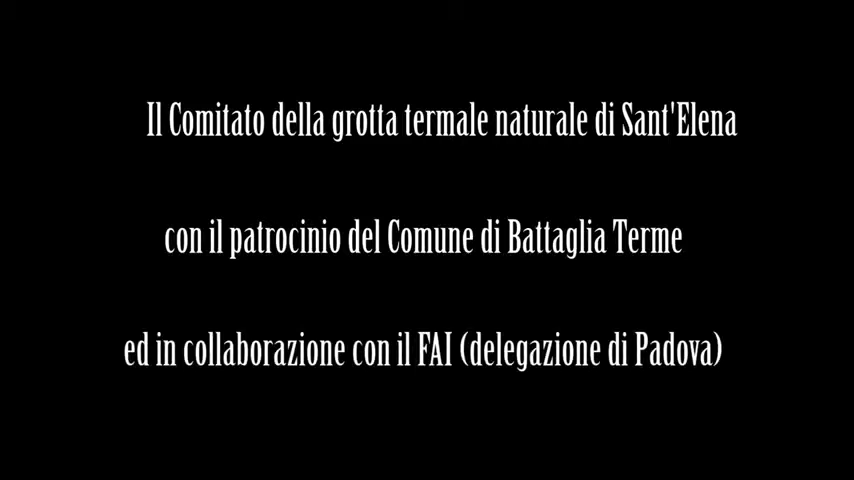 Il Comitato della grotta termale naturale di Sant'Elena
con il patrocinio del Comune di Battaglia Terme
ed in collaborazione con il FAI (delegazione di Padova)